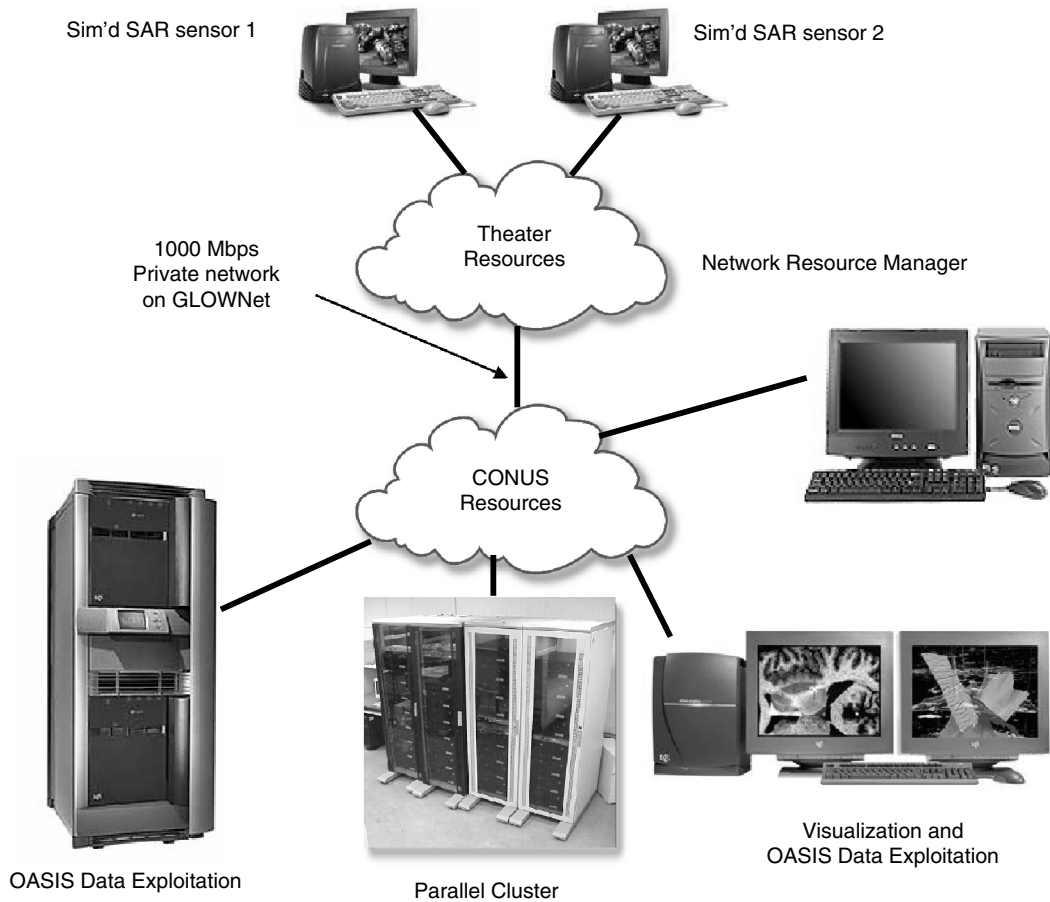 Sim'd SAR sensor 1
Sim'd SAR sensor 2
Theater
Resources
1000 Mbps
Private network
on GLOWNet
Network Resource Manager
CONUS
Resources
OASIS Data Exploitation
Parallel Cluster
Visualization and
OASIS Data Exploitation